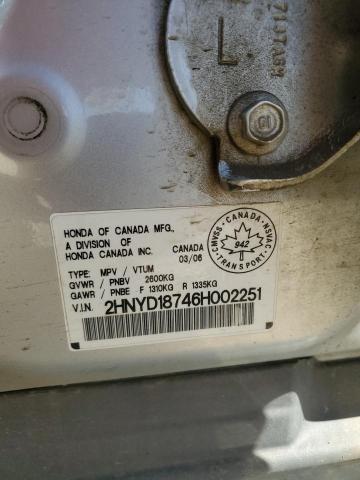 7137A3M
L
HONDA OF CANADA MFG.,
A DIVISION OF
HONDA CANADA INC.
CANADA
03/06
CMVSS - CANADA - NSVAC
942
TRANSPORT
TYPE: MPV / VTUM
GVWR / PNBV 2600KG
GAWR / PNBE F 1310KG R 1335KG
V.I.N. 2HNYD18746H002251